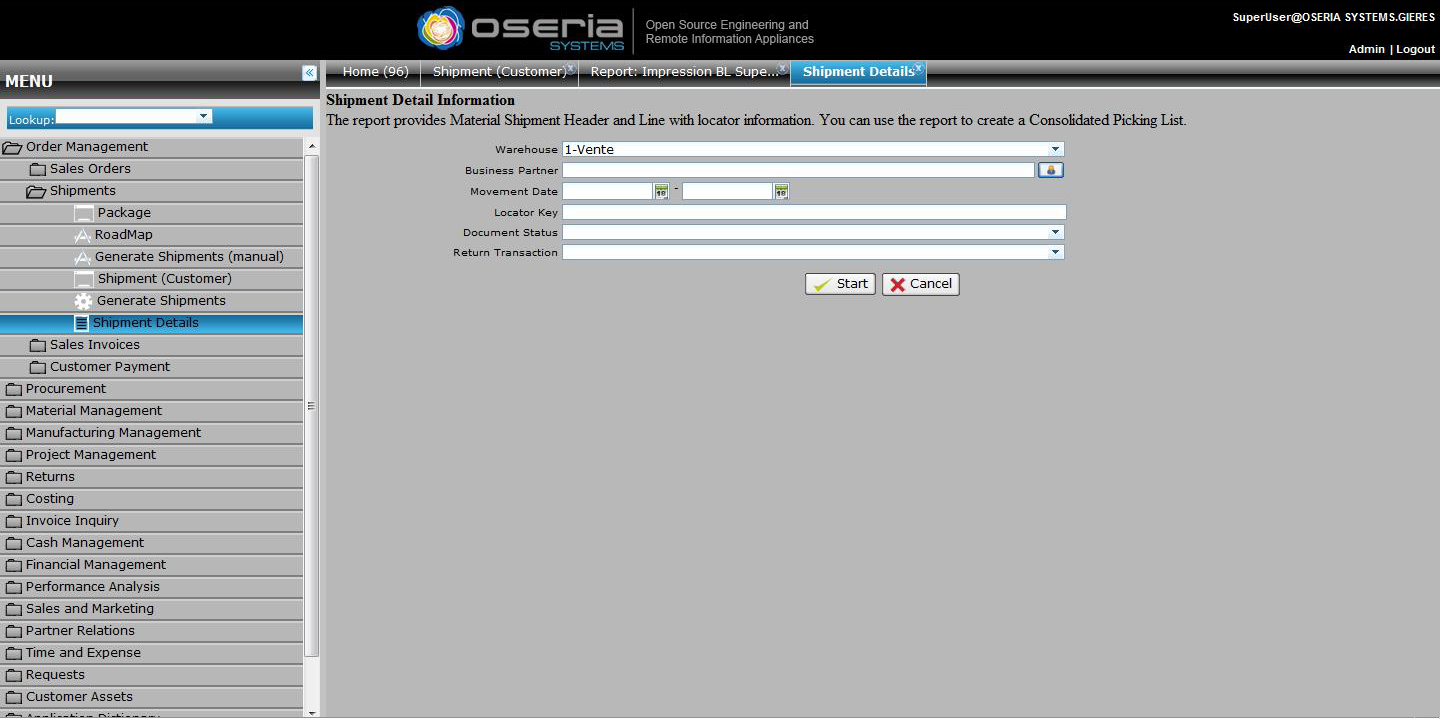 oseria
SYSTEMS
Open Source Engineering and
Remote Information Appliances
SuperUser@OSERIA SYSTEMS.GIERES
Admin | Logout
MENU
Lookup:
Order Management
Sales Orders
Shipments
Package
RoadMap
Generate Shipments (manual)
Shipment (Customer)
Generate Shipments
Shipment Details
Sales Invoices
Customer Payment
Procurement
Material Management
Manufacturing Management
Project Management
Returns
Costing
Invoice Inquiry
Cash Management
Financial Management
Performance Analysis
Sales and Marketing
Partner Relations
Time and Expense
Requests
Customer Assets
Application Dictionary
Home (96)
Shipment (Customer)
Report: Impression BL Supe...
Shipment Details
Shipment Detail Information
The report provides Material Shipment Header and Line with locator information. You can use the report to create a Consolidated Picking List.
Warehouse 1-Vente
Business Partner
Movement Date -
Locator Key
Document Status
Return Transaction
Start Cancel